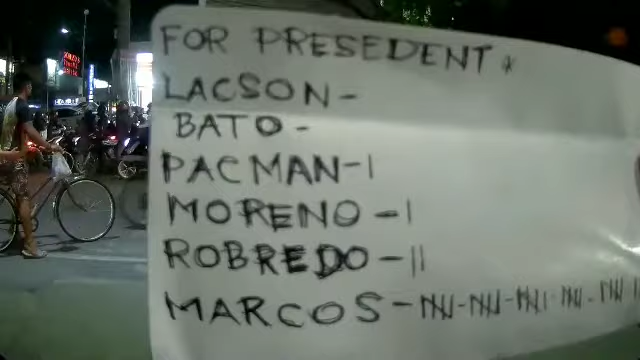 FOR PRESEDENT *
LACSON -
BATO -
PACMAN - I
MORENO - I
ROBREDO - II
MARCOS -